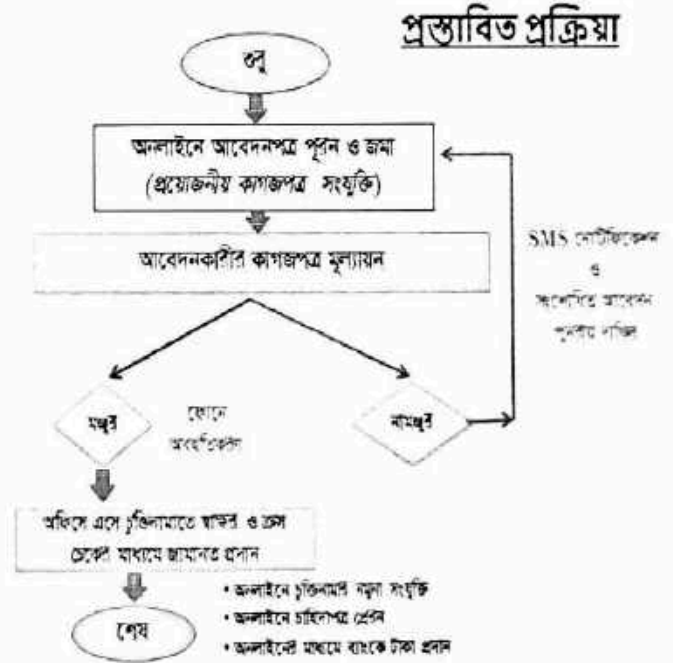 প্রস্তাবিত প্রক্রিয়া
শুরু
অনলাইনে আবেদনপত্র পূরন ও জমা
(প্রয়োজনীয় কাগজপত্র সংযুক্তি)
আবেদনকারীর কাগজপত্র মূল্যায়ন
SMS নোটিফিকেশন
ও
সংশোধিত আবেদন
পুনরায় দাখিল
মঞ্জুর
ফোনে
অবহিতকরণ
নামঞ্জুর
অফিসে এসে চুক্তিনামাতে স্বাক্ষর ও ক্রস
চেকের মাধ্যমে জামানত প্রদান
• অনলাইনে চুক্তিনামার নমুনা সংযুক্তি
• অনলাইনে চাহিদাপত্র প্রেরন
• অনলাইনের মাধ্যমে ব্যাংকে টাকা প্রদান
শেষ